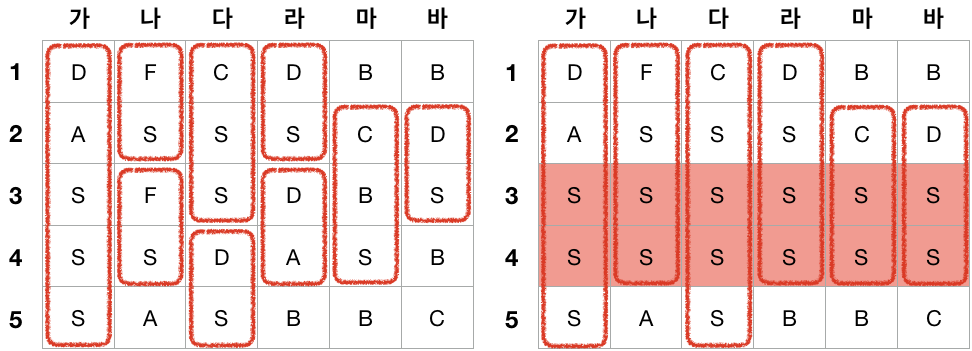 가 나 다 라 마 바
1 D F C D B B
2 A S S S C D
3 S F S D B S
4 S S D A S B
5 S A S B B C
가 나 다 라 마 바
1 D F C D B B
2 A S S S C D
3 S S S S S S
4 S S S S S S
5 S A S B B C